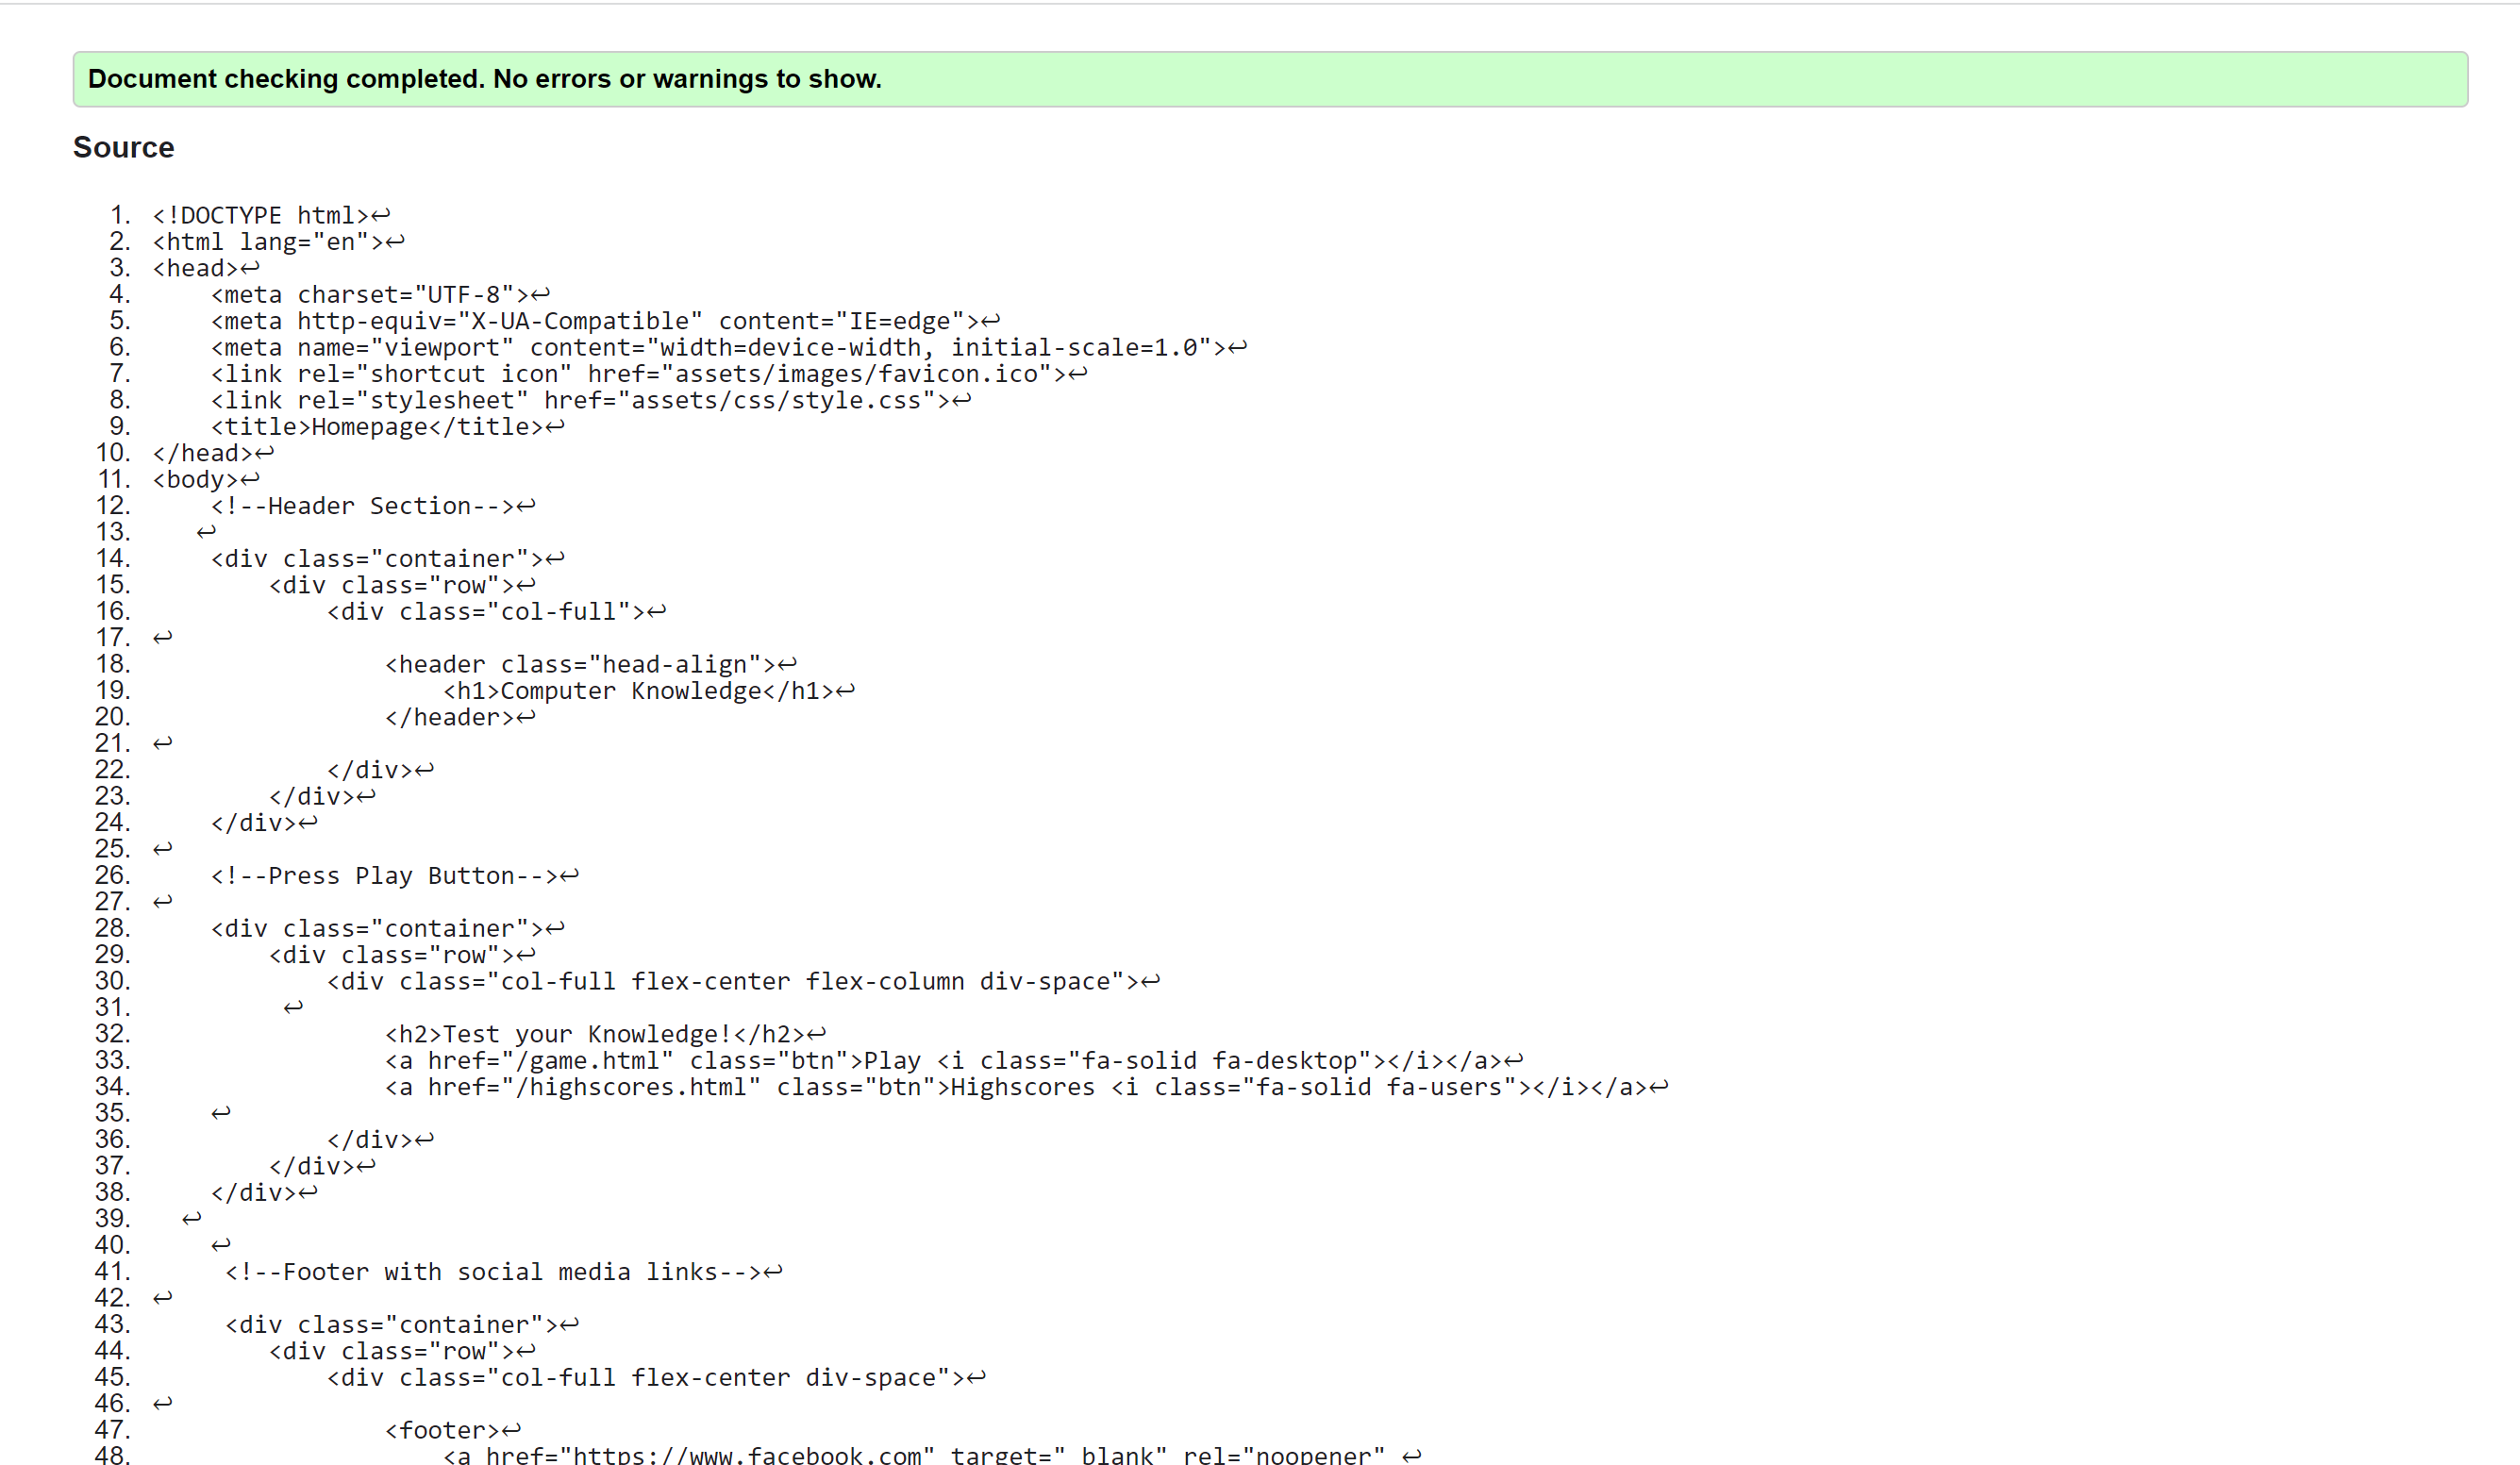 Document checking completed. No errors or warnings to show.
Source
1. <!DOCTYPE html>↩
2. <html lang="en">↩
3. <head>↩
4.     <meta charset="UTF-8">↩
5.     <meta http-equiv="X-UA-Compatible" content="IE=edge">↩
6.     <meta name="viewport" content="width=device-width, initial-scale=1.0">↩
7.     <link rel="shortcut icon" href="assets/images/favicon.ico">↩
8.     <link rel="stylesheet" href="assets/css/style.css">↩
9.     <title>Homepage</title>↩
10. </head>↩
11. <body>↩
12.     <!--Header Section-->↩
13.    ↩
14.     <div class="container">↩
15.         <div class="row">↩
16.             <div class="col-full">↩
17. ↩
18.                 <header class="head-align">↩
19.                     <h1>Computer Knowledge</h1>↩
20.                 </header>↩
21. ↩
22.             </div>↩
23.         </div>↩
24.     </div>↩
25. ↩
26.     <!--Press Play Button-->↩
27. ↩
28.     <div class="container">↩
29.         <div class="row">↩
30.             <div class="col-full flex-center flex-column div-space">↩
31.          ↩
32.                 <h2>Test your Knowledge!</h2>↩
33.                 <a href="/game.html" class="btn">Play <i class="fa-solid fa-desktop"></i></a>↩
34.                 <a href="/highscores.html" class="btn">Highscores <i class="fa-solid fa-users"></i></a>↩
35.     ↩
36.             </div>↩
37.         </div>↩
38.     </div>↩
39.   ↩
40.     ↩
41.      <!--Footer with social media links-->↩
42. ↩
43.      <div class="container">↩
44.         <div class="row">↩
45.             <div class="col-full flex-center div-space">↩
46. ↩
47.                 <footer>↩
48.                     <a href="https://www.facebook.com" target=" blank" rel="noopener" ↩